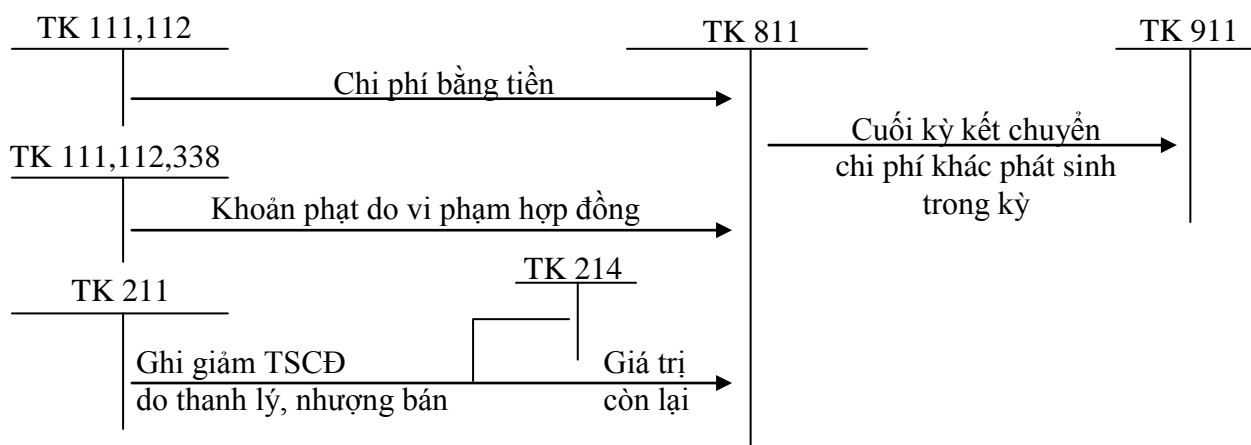 TK 111,112
TK 811
TK 911
Chi phí bằng tiền
Cuối kỳ kết chuyển
chi phí khác phát sinh
trong kỳ
TK 111,112,338
Khoản phạt do vi phạm hợp đồng
TK 211
TK 214
Ghi giảm TSCĐ
do thanh lý, nhượng bán
Giá trị
còn lại